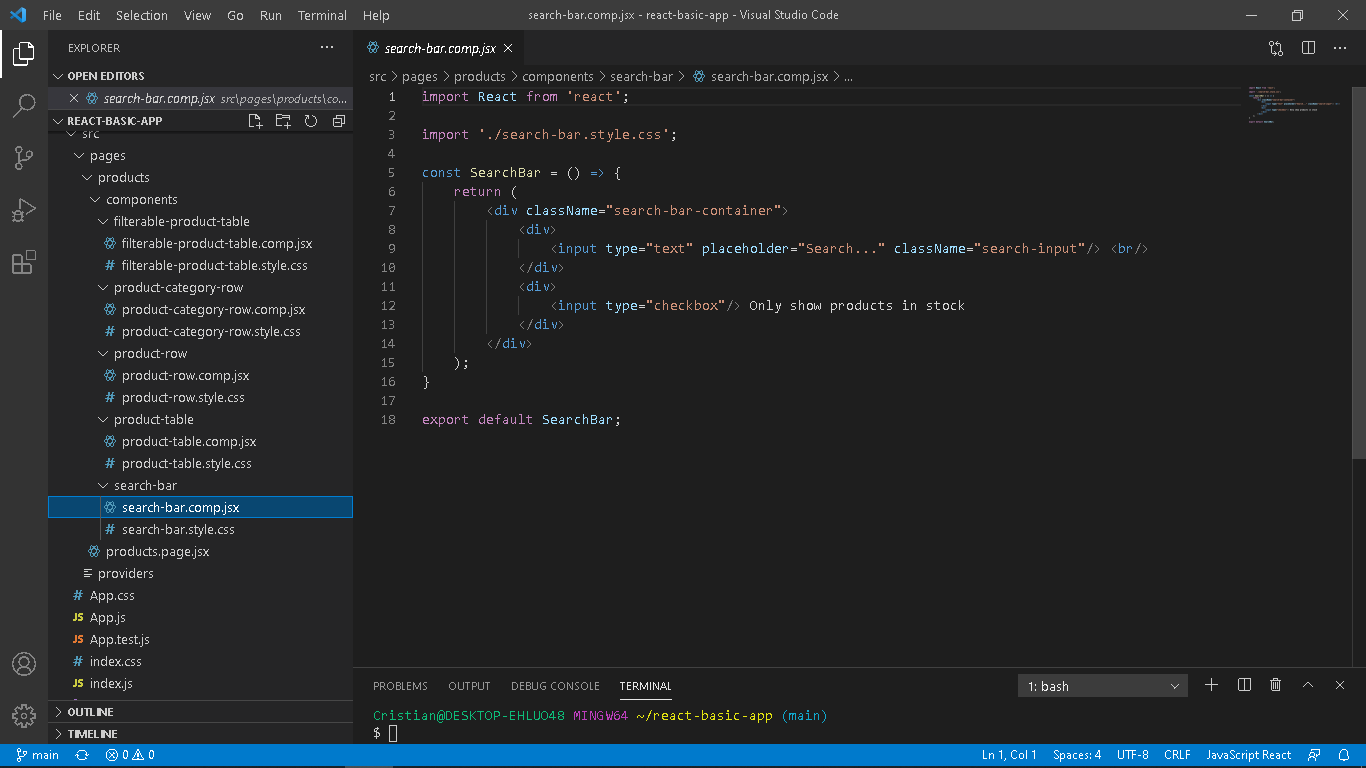 File Edit Selection View Go Run Terminal Help search-bar.comp.jsx - react-basic-app - Visual Studio Code
EXPLORER
OPEN EDITORS
search-bar.comp.jsx src\pages\products\co...
REACT-BASIC-APP
src
pages
products
components
filterable-product-table
filterable-product-table.comp.jsx
# filterable-product-table.style.css
product-category-row
product-category-row.comp.jsx
# product-category-row.style.css
product-row
product-row.comp.jsx
# product-row.style.css
product-table
product-table.comp.jsx
# product-table.style.css
search-bar
search-bar.comp.jsx
# search-bar.style.css
products.page.jsx
providers
# App.css
JS App.js
JS App.test.js
# index.css
JS index.js
OUTLINE
TIMELINE
search-bar.comp.jsx
src > pages > products > components > search-bar > search-bar.comp.jsx > ...
1 import React from 'react';
2
3 import './search-bar.style.css';
4
5 const SearchBar = () => {
6 return (
7 <div className="search-bar-container">
8 <div>
9 <input type="text" placeholder="Search..." className="search-input"/> <br/>
10 </div>
11 <div>
12 <input type="checkbox"/> Only show products in stock
13 </div>
14 </div>
15 );
16 }
17
18 export default SearchBar;
PROBLEMS OUTPUT DEBUG CONSOLE TERMINAL 1: bash
Cristian@DESKTOP-EHLUO48 MINGW64 ~/react-basic-app (main)
$
main 0 0 Ln 1, Col 1 Spaces: 4 UTF-8 CRLF JavaScript React